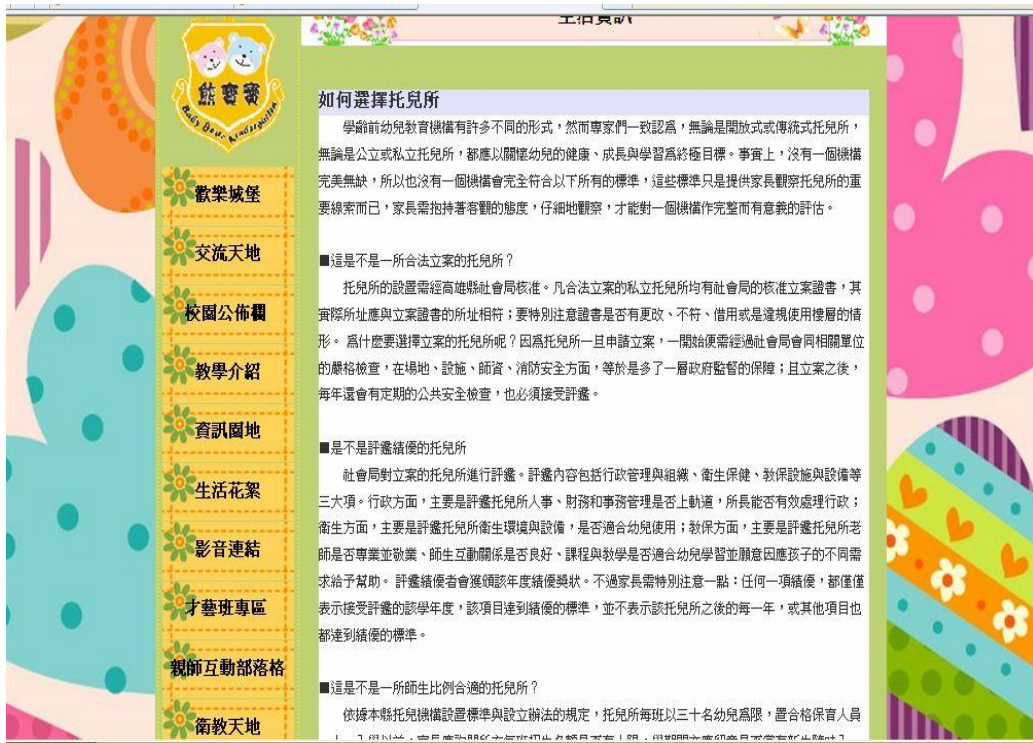 生活資訊
熊寶寶
Baby Bear Kindergarten
歡樂城堡
交流天地
校園公佈欄
教學介紹
資訊園地
生活花絮
影音連結
才藝班專區
親師互動部落格
衛教天地
如何選擇托兒所
學齡前幼兒教育機構有許多不同的形式，然而專家們一致認為，無論是開放式或傳統式托兒所，
無論是公立或私立托兒所，都應以關懷幼兒的健康、成長與學習為終極目標。事實上，沒有一個機構
完美無缺，所以也沒有一個機構會完全符合以下所有的標準，這些標準只是提供家長觀察托兒所的重
要線索而已，家長需抱持著客觀的態度，仔細地觀察，才能對一個機構作完整而有意義的評估。
■這是不是一所合法立案的托兒所？
托兒所的設置需經高雄縣社會局核准。凡合法立案的私立托兒所均有社會局的核准立案證書，其
實際所址應與立案證書的所址相符；要特別注意證書是否有更改、不符、借用或是違規使用樓層的情
形。 為什麼要選擇立案的托兒所呢？因為托兒所一旦申請立案，一開始便需經過社會局會同相關單位
的嚴格檢查，在場地、設施、師資、消防安全方面，等於是多了一層政府監督的保障；且立案之後，
每年還會有定期的公共安全檢查，也必須接受評鑑。
■是不是評鑑績優的托兒所
社會局對立案的托兒所進行評鑑。評鑑內容包括行政管理與組織、衛生保健、教保設施與設備等
三大項。行政方面，主要是評鑑托兒所人事、財務和事務管理是否上軌道，所長能否有效處理行政；
衛生方面，主要是評鑑托兒所衛生環境與設備，是否適合幼兒使用；教保方面，主要是評鑑托兒所老
師是否專業並敬業、師生互動關係是否良好、課程與教學是否適合幼兒學習並願意因應孩子的不同需
求給予幫助。 評鑑績優者會獲頒該年度績優獎狀。不過家長需特別注意一點：任何一項績優，都僅僅
表示接受評鑑的該學年度，該項目達到績優的標準，並不表示該托兒所之後的每一年，或其他項目也
都達到績優的標準。
■這是不是一所師生比例合適的托兒所？
依據本縣托兒機構設置標準與設立辦法的規定，托兒所每班以三十名幼兒為限，置合格保育人員